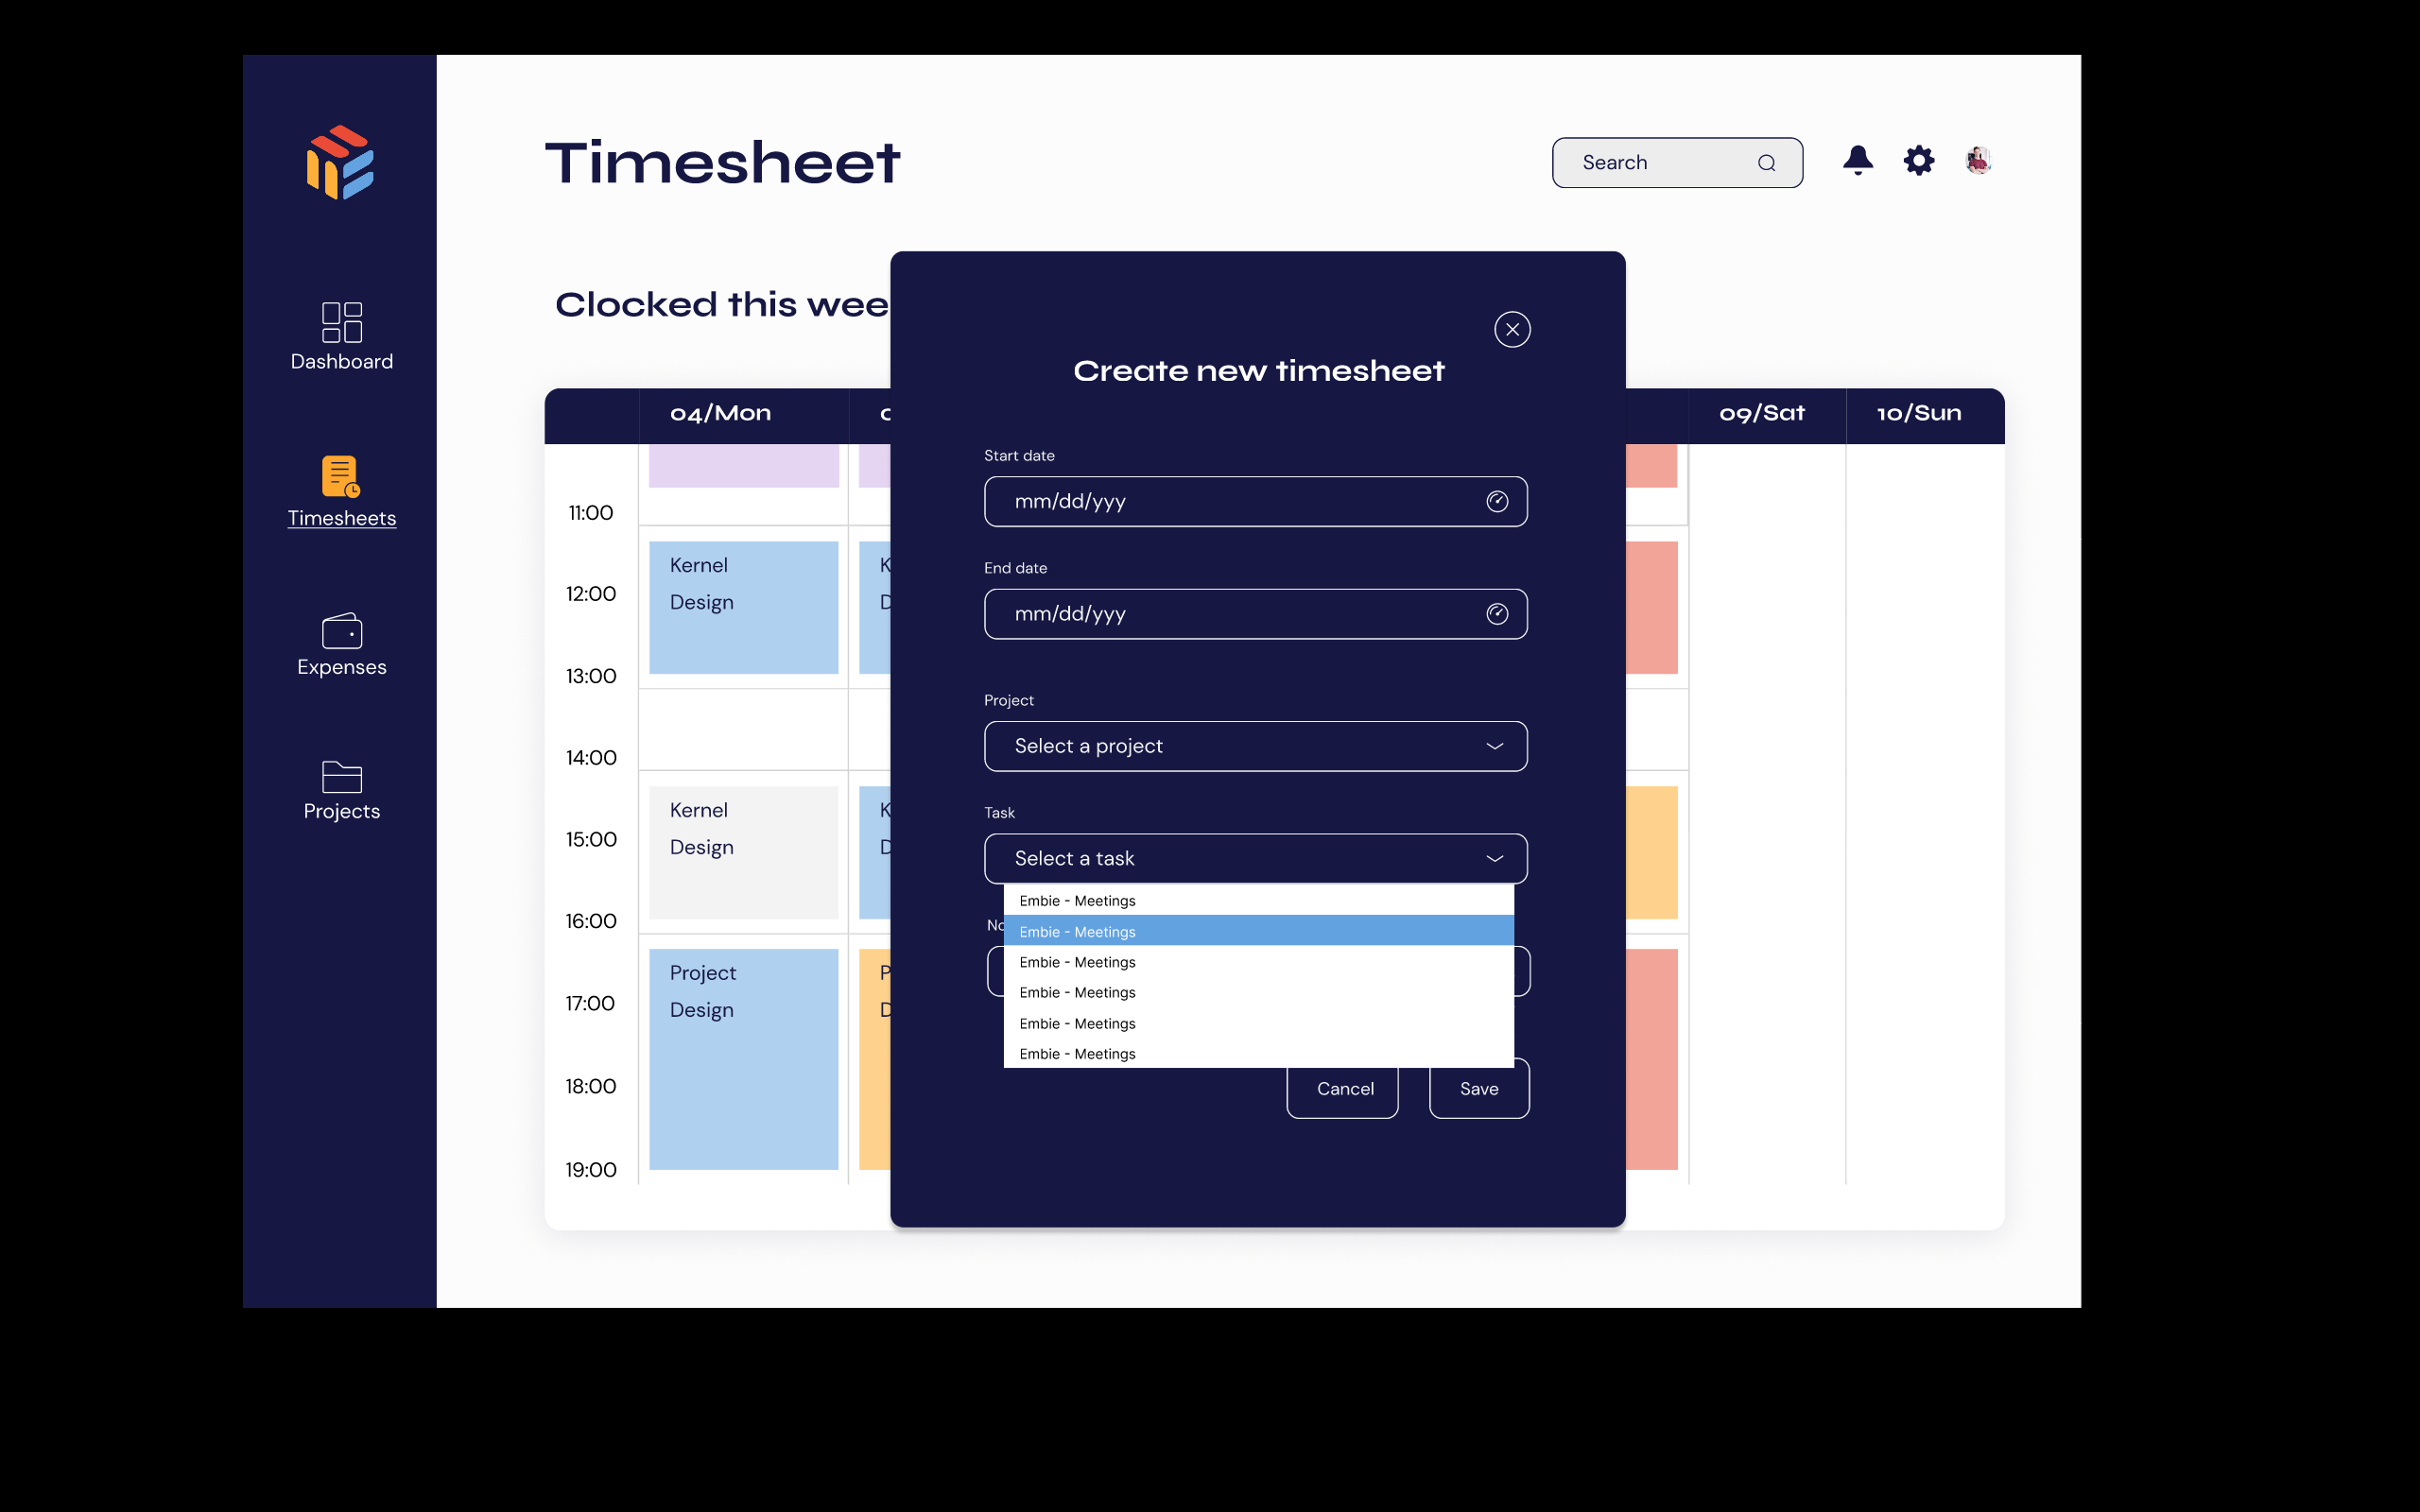 Timesheet
Search
Dashboard
Timesheets
Expenses
Projects
Clocked this wee
04/Mon
09/Sat
10/Sun
11:00
12:00
13:00
14:00
15:00
16:00
17:00
18:00
19:00
Kernel
Design
Kernel
Design
Project
Design
K
D
K
D
P
D
Create new timesheet
Start date
mm/dd/yyy
End date
mm/dd/yyy
Project
Select a project
Task
Select a task
Embie - Meetings
Embie - Meetings
Embie - Meetings
Embie - Meetings
Embie - Meetings
Embie - Meetings
Cancel
Save